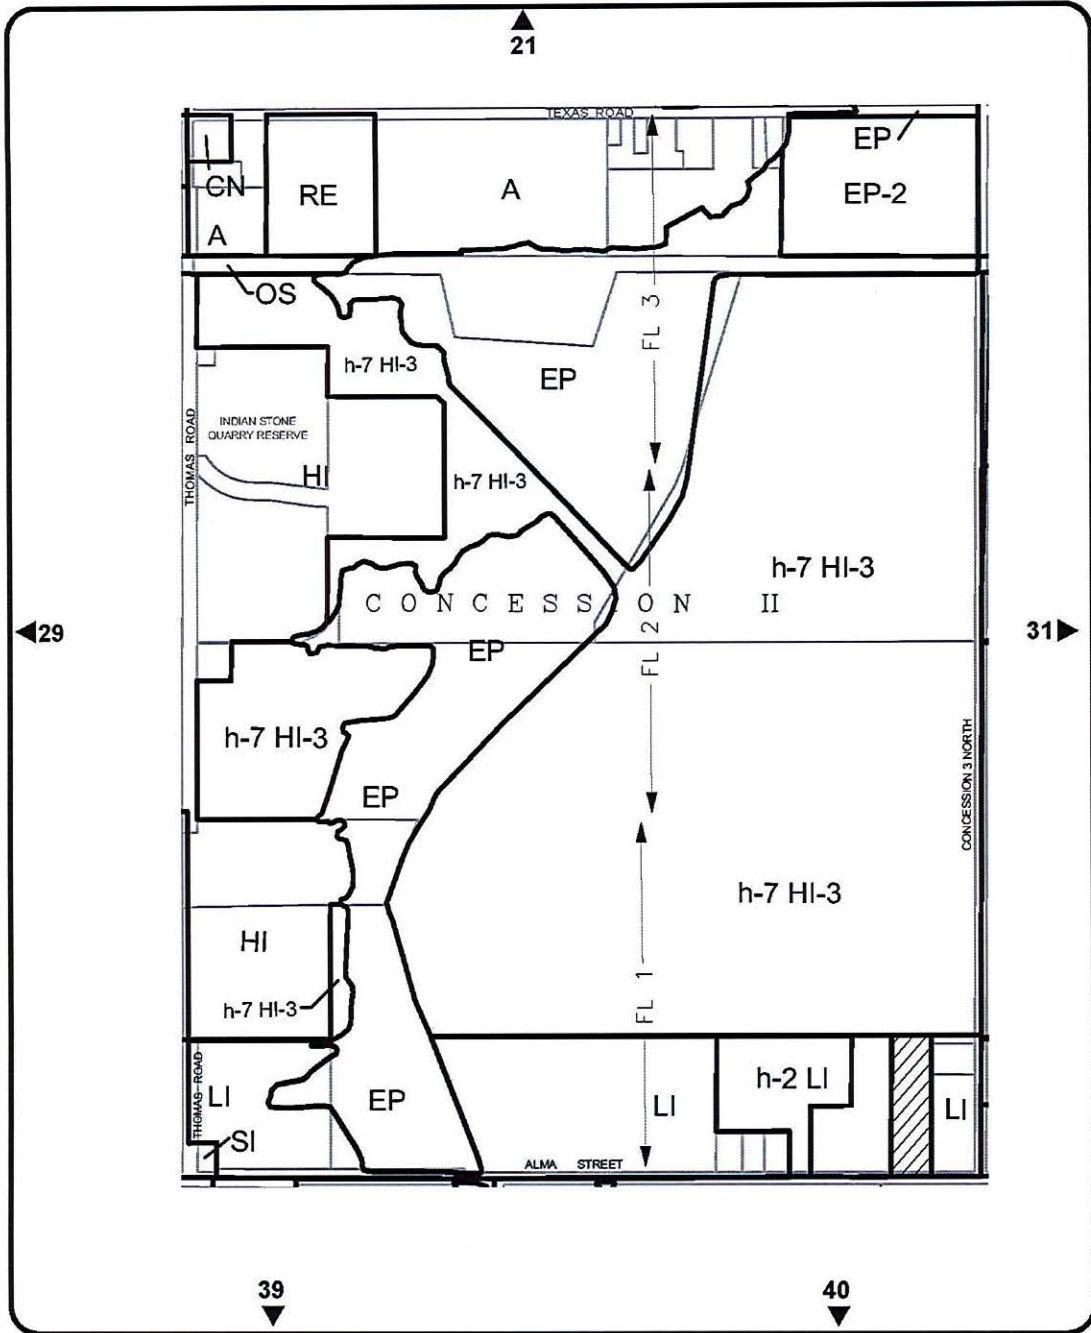 21
TEXAS ROAD
EP
CN
RE
A
EP-2
A
OS
FL 3
h-7 HI-3
EP
INDIAN STONE
QUARRY RESERVE
THOMAS ROAD
HI
h-7 HI-3
h-7 HI-3
CONCESSION II
29
31
EP
FL 2
h-7 HI-3
EP
CONCESSION 3 NORTH
h-7 HI-3
HI
FL 1
h-7 HI-3
THOMAS ROAD
LI
EP
LI
h-2 LI
LI
SI
ALMA STREET
39
40